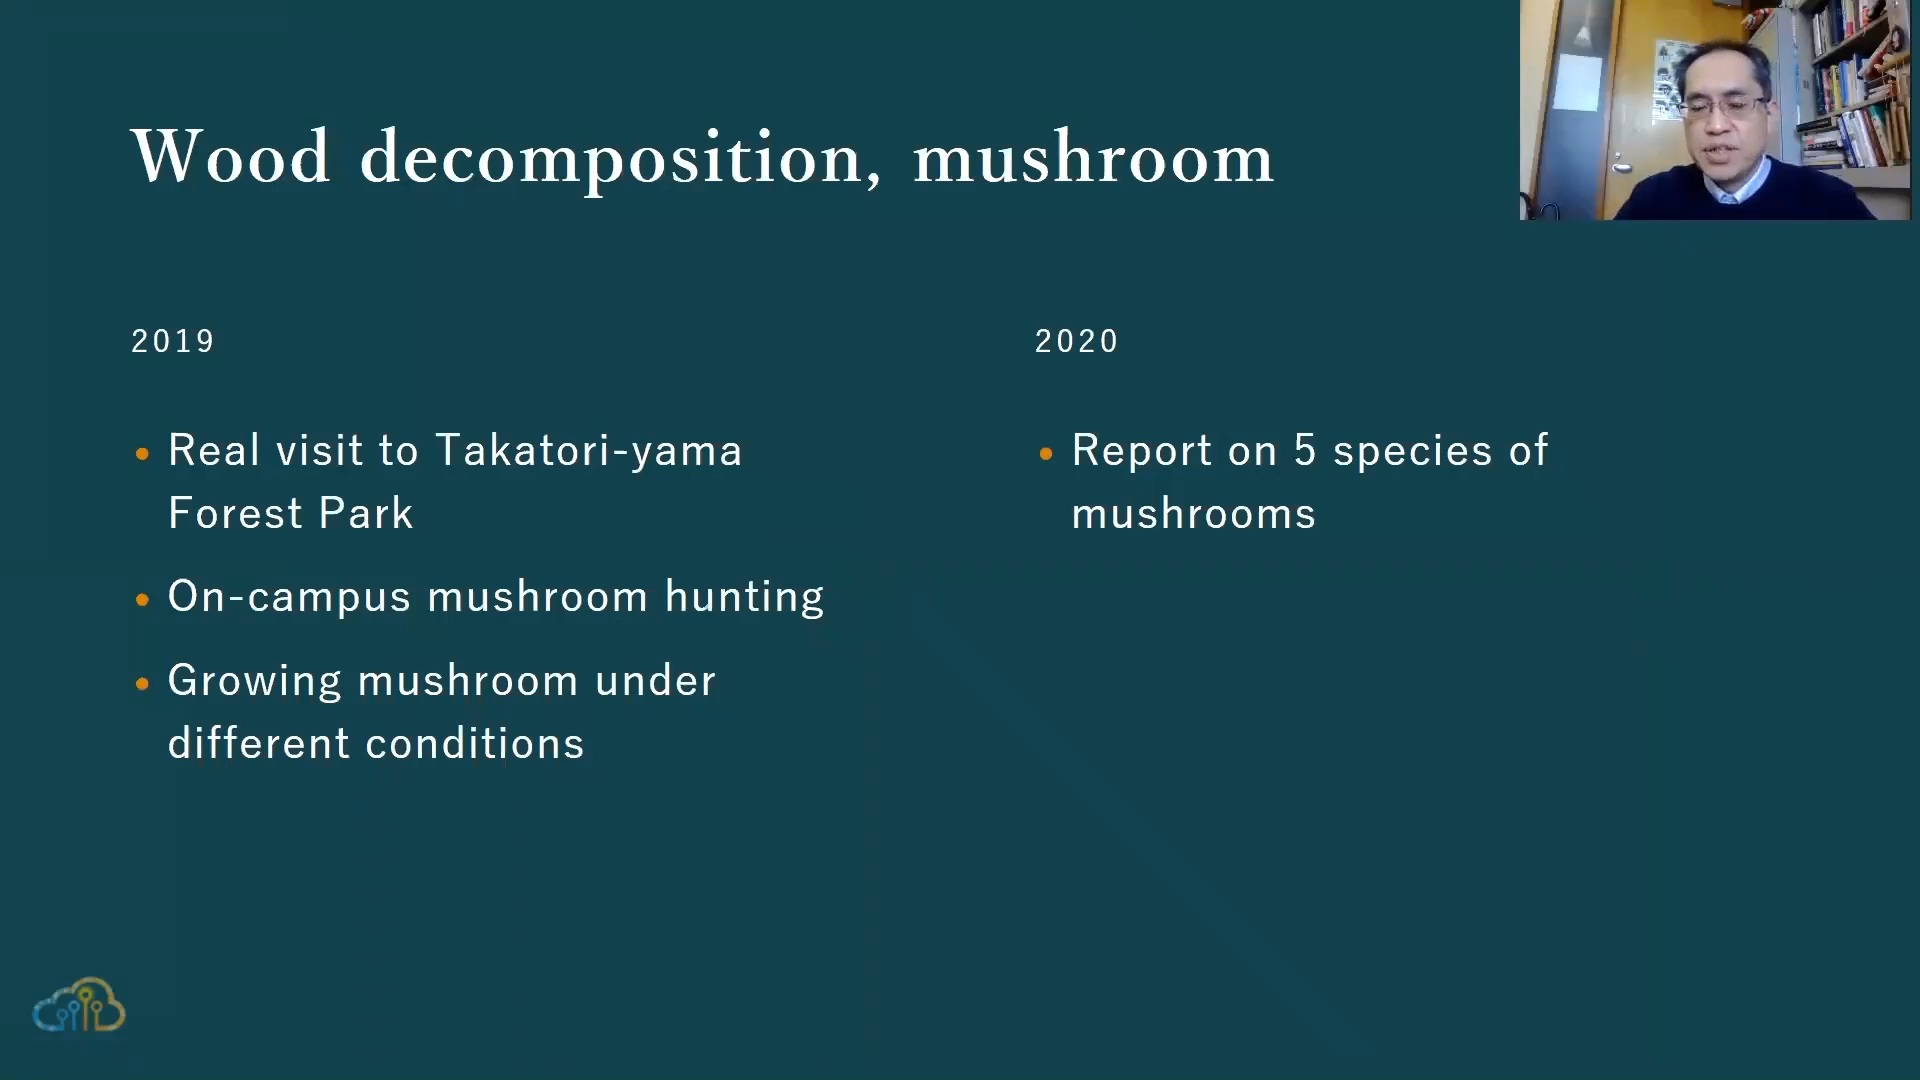 Wood decomposition, mushroom
2019
• Real visit to Takatori-yama
Forest Park
• On-campus mushroom hunting
• Growing mushroom under
different conditions
2020
• Report on 5 species of
mushrooms